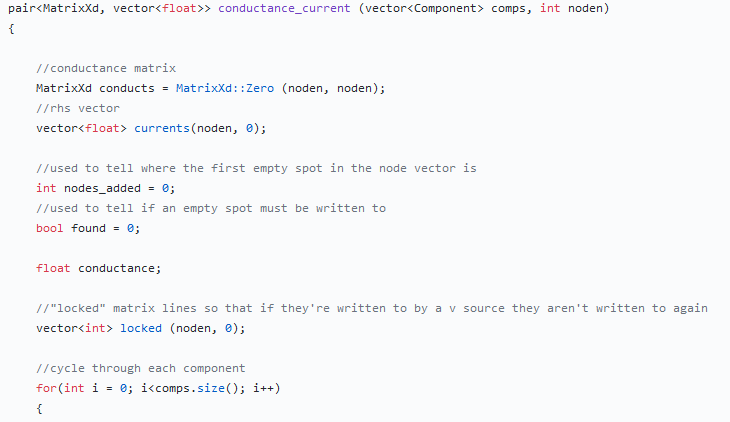 pair<MatrixXd, vector<float>> conductance_current (vector<Component> comps, int noden)
{
//conductance matrix
MatrixXd conducts = MatrixXd::Zero (noden, noden);
//rhs vector
vector<float> currents(noden, 0);
//used to tell where the first empty spot in the node vector is
int nodes_added = 0;
//used to tell if an empty spot must be written to
bool found = 0;
float conductance;
//"locked" matrix lines so that if they're written to by a v source they aren't written to again
vector<int> locked (noden, 0);
//cycle through each component
for(int i = 0; i<comps.size(); i++)
{